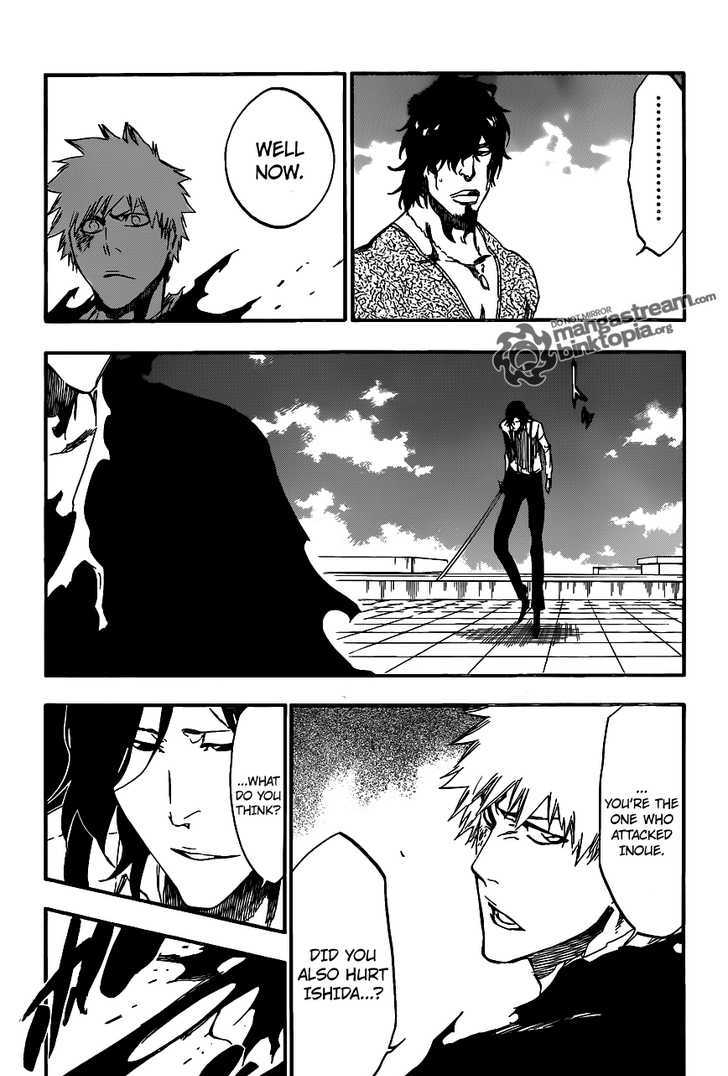 ..........
WELL
NOW.
DO NOT MIRROR
mangastream.com
binktopia.org
...
YOU'RE THE
ONE WHO
ATTACKED
INOUE.
DID YOU
ALSO HURT
ISHIDA...?
...WHAT
DO YOU
THINK?